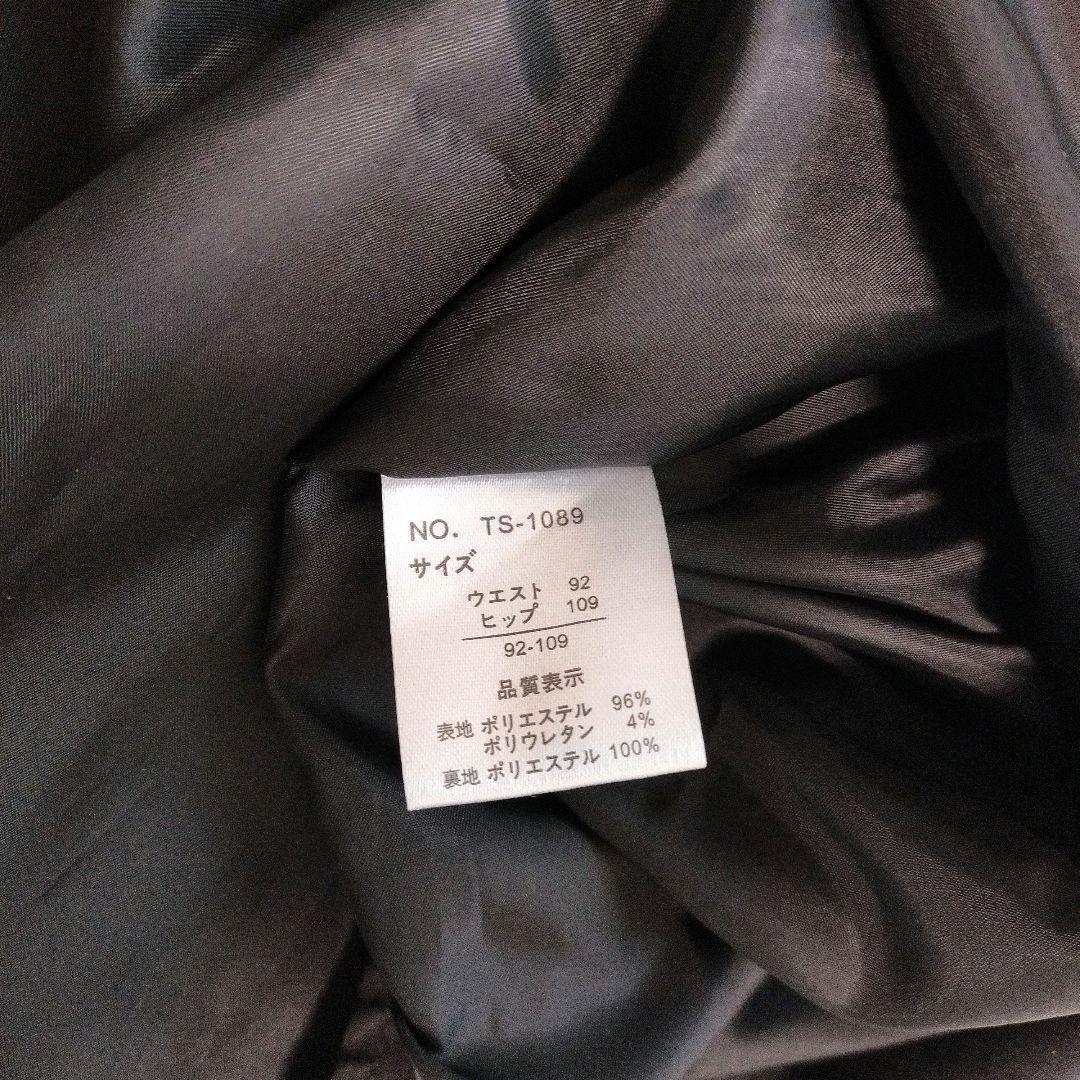 NO. TS-1089
サイズ
ウエスト 92
ヒップ 109
92-109
品質表示
表地 ポリエステル 96%
ポリウレタン 4%
裏地 ポリエステル 100%